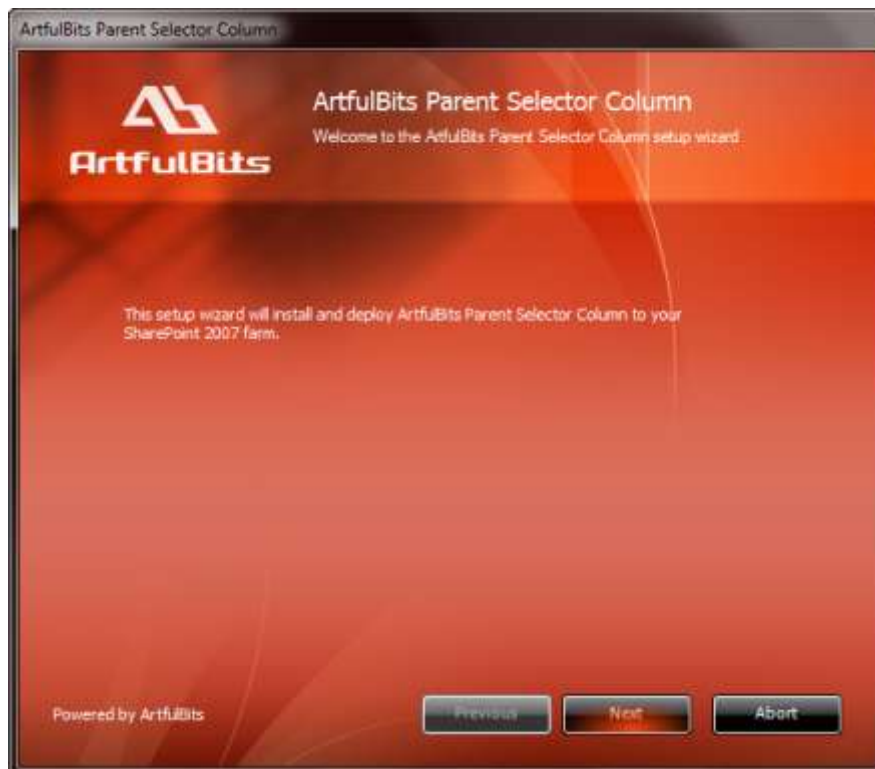 ArtfulBits Parent Selector Column
ArtfulBits
ArtfulBits Parent Selector Column
Welcome to the ArtfulBits Parent Selector Column setup wizard
This setup wizard will install and deploy ArtfulBits Parent Selector Column to your
SharePoint 2007 farm.
Powered by ArtfulBits
Previous
Next
Abort